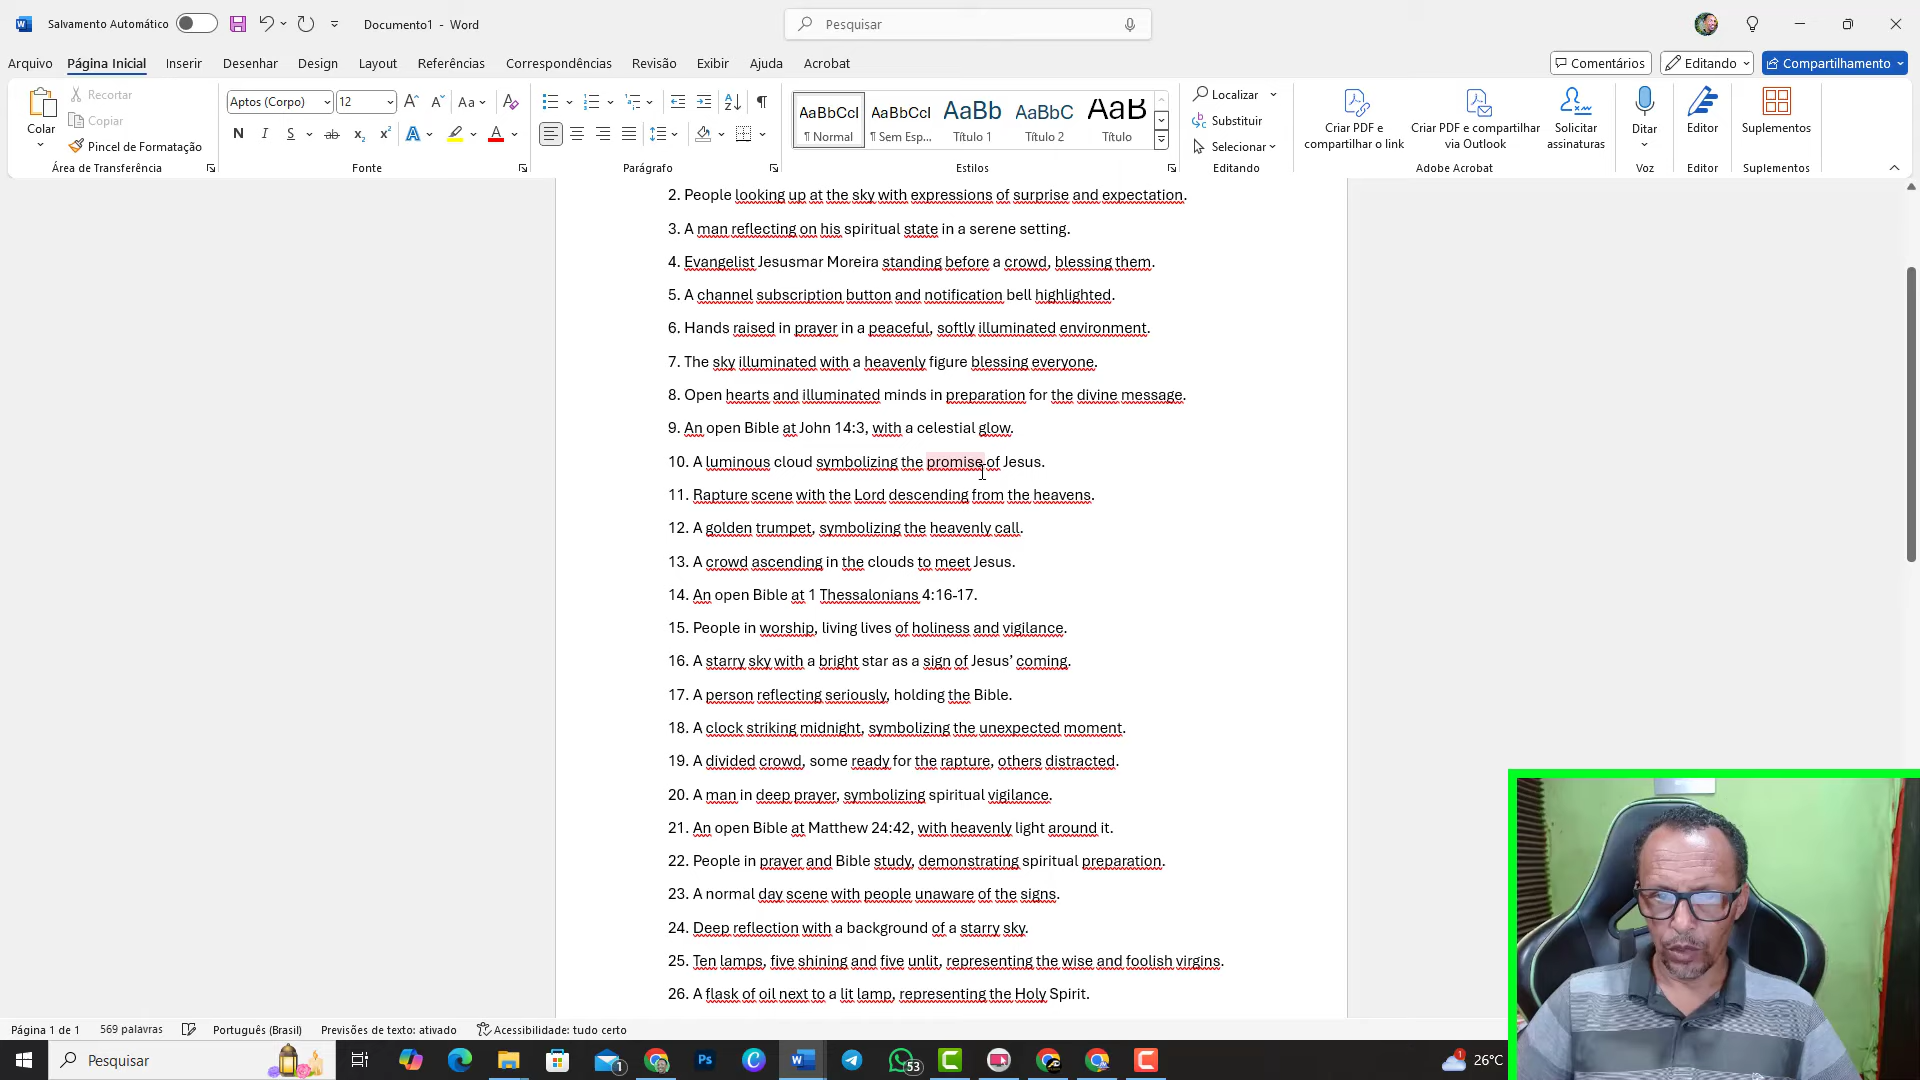 Salvamento Automático
Documento1 - Word
Pesquisar
Arquivo Página Inicial Inserir Desenhar Design Layout Referências Correspondências Revisão Exibir Ajuda Acrobat
Comentários Editando Compartilhamento
Colar
Recortar
Copiar
Pincel de Formatação
Área de Transferência
Aptos (Corpo) 12
N I S ab
Fonte
Parágrafo
AaBbCcI AaBbCcI AaBb AaBbC AaB
¶ Normal ¶ Sem Esp... Título 1 Título 2 Título
Estilos
Localizar
Substituir
Selecionar
Editando
Criar PDF e compartilhar o link
Criar PDF e compartilhar via Outlook
Solicitar assinaturas
Adobe Acrobat
Ditar
Voz
Editor
Editor
Suplementos
Suplementos
2. People looking up at the sky with expressions of surprise and expectation.
3. A man reflecting on his spiritual state in a serene setting.
4. Evangelist Jesusmar Moreira standing before a crowd, blessing them.
5. A channel subscription button and notification bell highlighted.
6. Hands raised in prayer in a peaceful, softly illuminated environment.
7. The sky illuminated with a heavenly figure blessing everyone.
8. Open hearts and illuminated minds in preparation for the divine message.
9. An open Bible at John 14:3, with a celestial glow.
10. A luminous cloud symbolizing the promise of Jesus.
11. Rapture scene with the Lord descending from the heavens.
12. A golden trumpet, symbolizing the heavenly call.
13. A crowd ascending in the clouds to meet Jesus.
14. An open Bible at 1 Thessalonians 4:16-17.
15. People in worship, living lives of holiness and vigilance.
16. A starry sky with a bright star as a sign of Jesus’ coming.
17. A person reflecting seriously, holding the Bible.
18. A clock striking midnight, symbolizing the unexpected moment.
19. A divided crowd, some ready for the rapture, others distracted.
20. A man in deep prayer, symbolizing spiritual vigilance.
21. An open Bible at Matthew 24:42, with heavenly light around it.
22. People in prayer and Bible study, demonstrating spiritual preparation.
23. A normal day scene with people unaware of the signs.
24. Deep reflection with a background of a starry sky.
25. Ten lamps, five shining and five unlit, representing the wise and foolish virgins.
26. A flask of oil next to a lit lamp, representing the Holy Spirit.
Página 1 de 1 569 palavras Português (Brasil) Previsões de texto: ativado Acessibilidade: tudo certo
Pesquisar 1 Ps 53 1 26°C